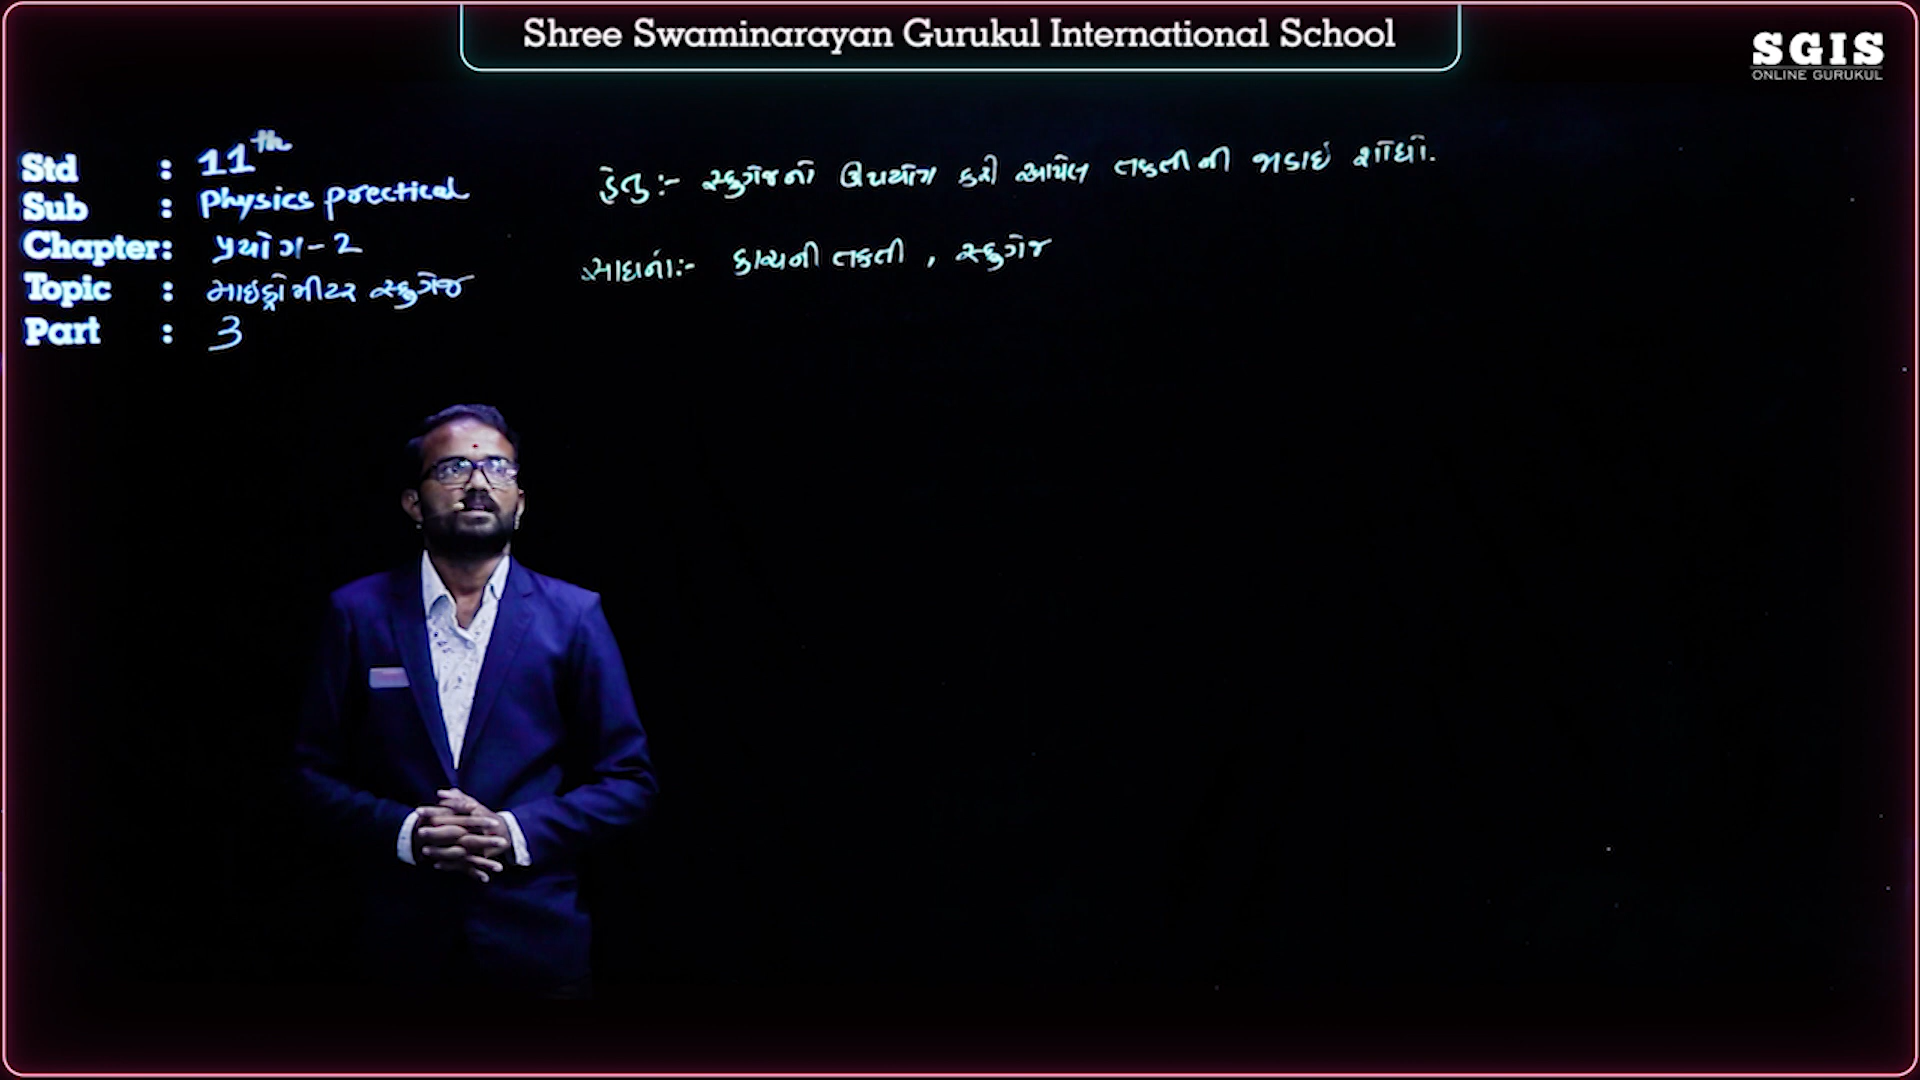 Shree Swaminarayan Gurukul International School
SGIS
ONLINE GURUKUL
Std : 11th
Sub : Physics prectical
Chapter: પ્રયોગ-2
Topic : માઇક્રોમીટર સ્ક્રુગેજ
Part : 3
હેતુ:- સ્ક્રુગેજનો ઉપયોગ કરી આપેલ તકતીની જાડાઇ શોધો.
સાધનો:- કાચની તકતી , સ્ક્રુગેજ